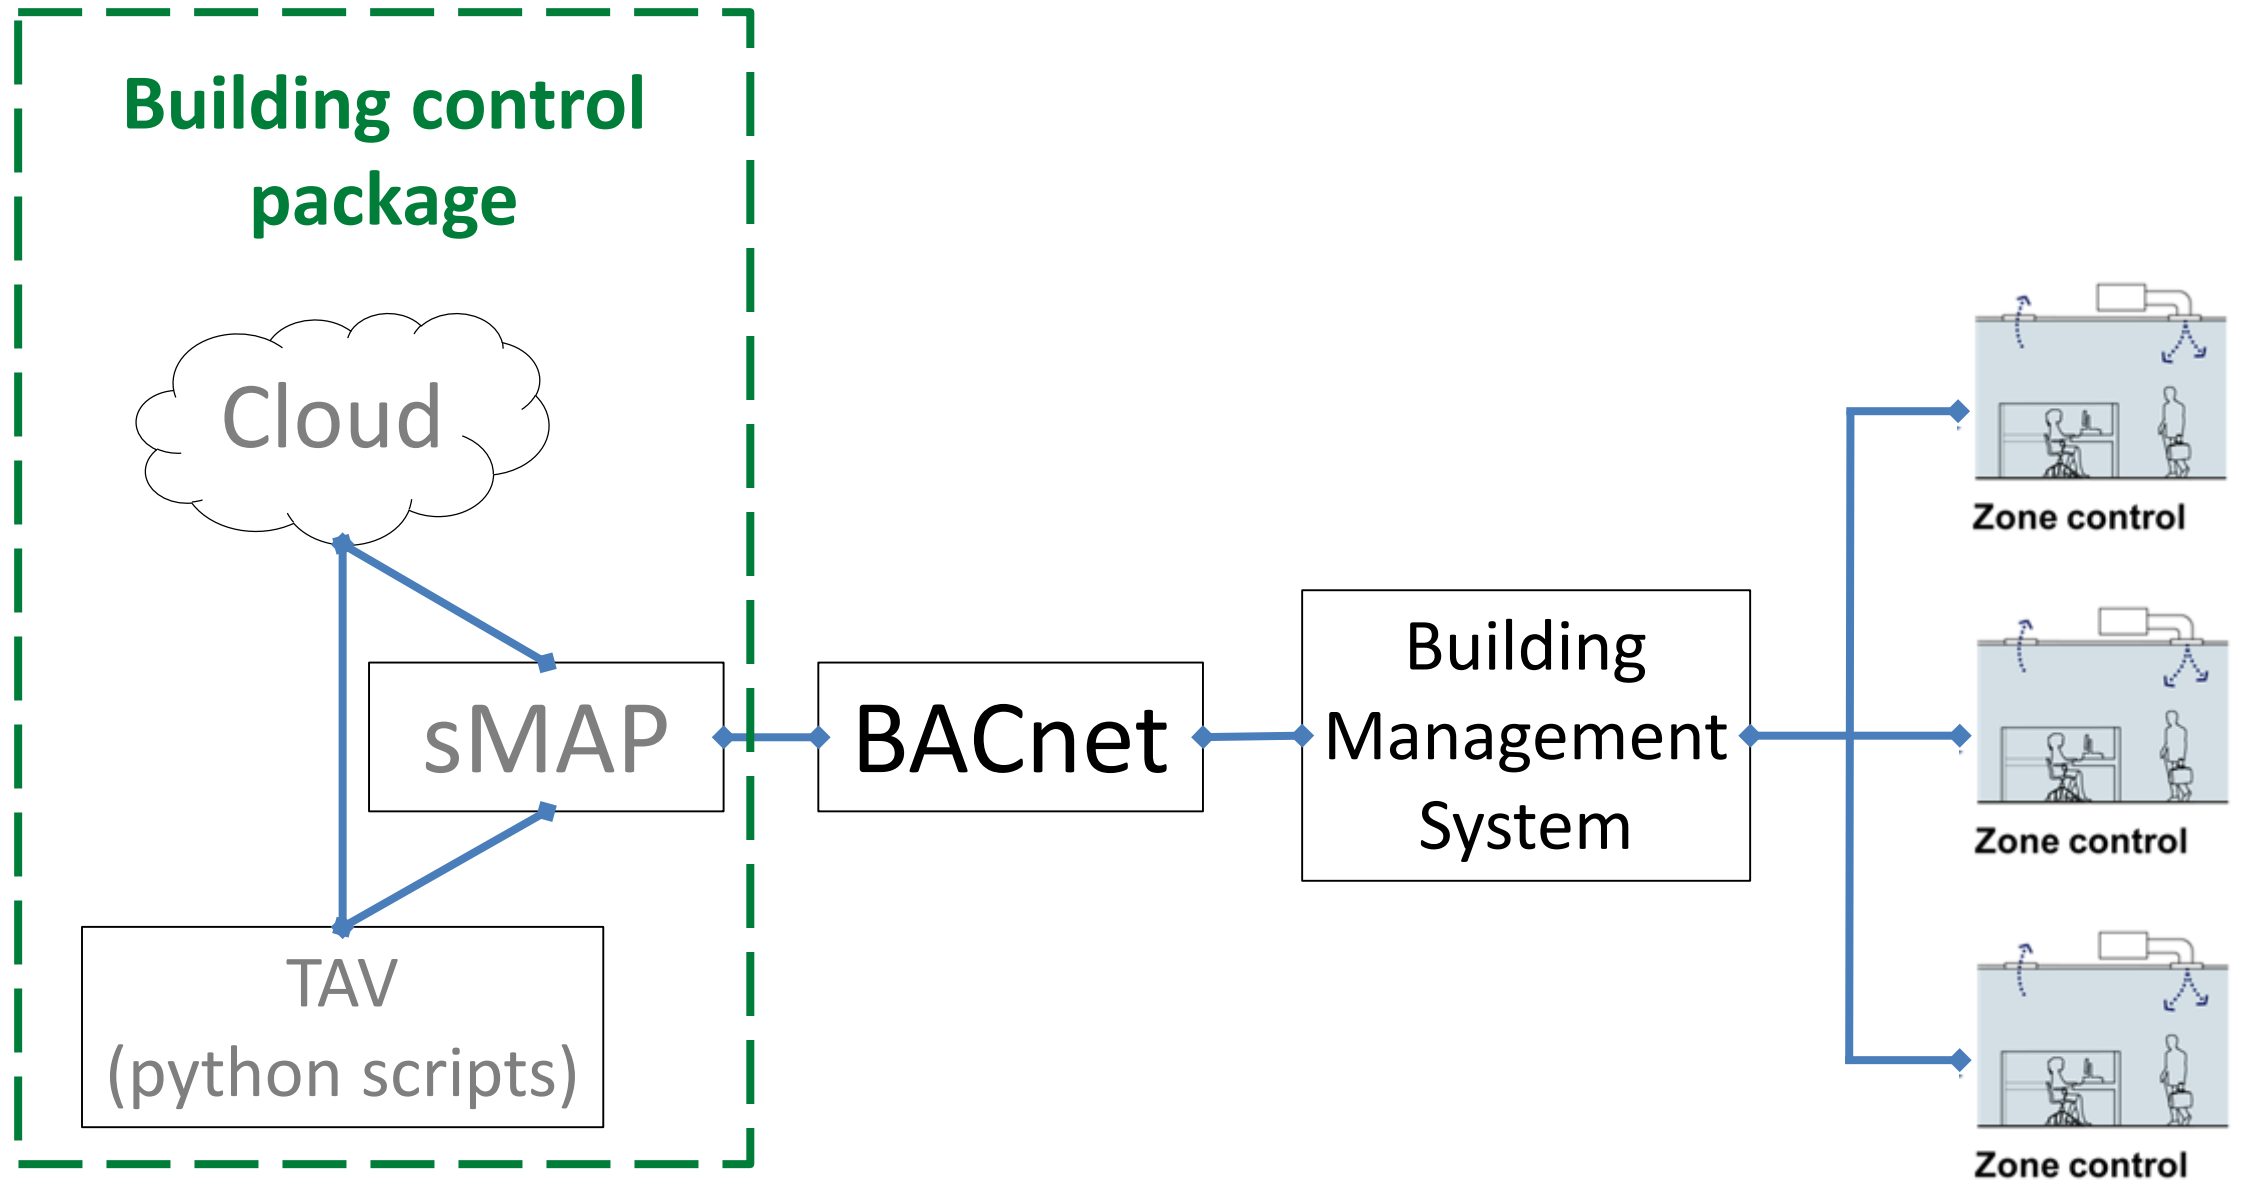 Building control
package
Cloud
sMAP
TAV
(python scripts)
BACnet
Building
Management
System
Zone control
Zone control
Zone control